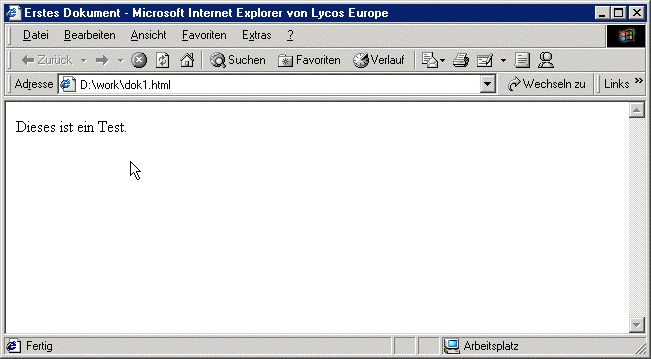 Erstes Dokument - Microsoft Internet Explorer von Lycos Europe
Datei Bearbeiten Ansicht Favoriten Extras ?
Zurück Suchen Favoriten Verlauf
Adresse D:\work\dok1.html Wechseln zu Links »
Dieses ist ein Test.
Fertig Arbeitsplatz